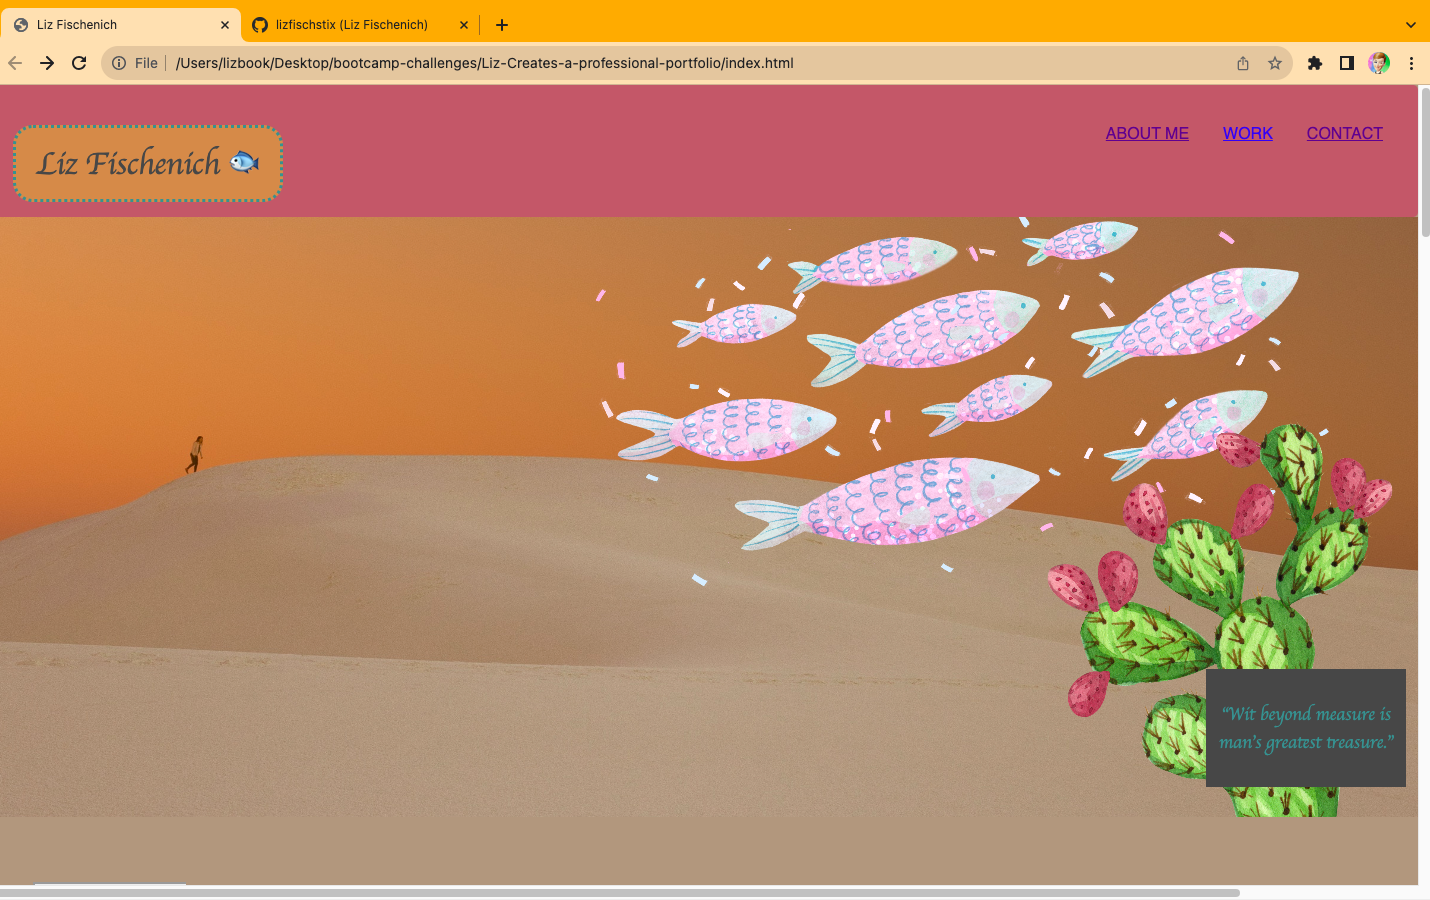 Liz Fischenich
lizfischstix (Liz Fischenich)
File
/Users/lizbook/Desktop/bootcamp-challenges/Liz-Creates-a-professional-portfolio/index.html
Liz Fischenich 🐟
ABOUT ME
WORK
CONTACT
“Wit beyond measure is
man’s greatest treasure.”